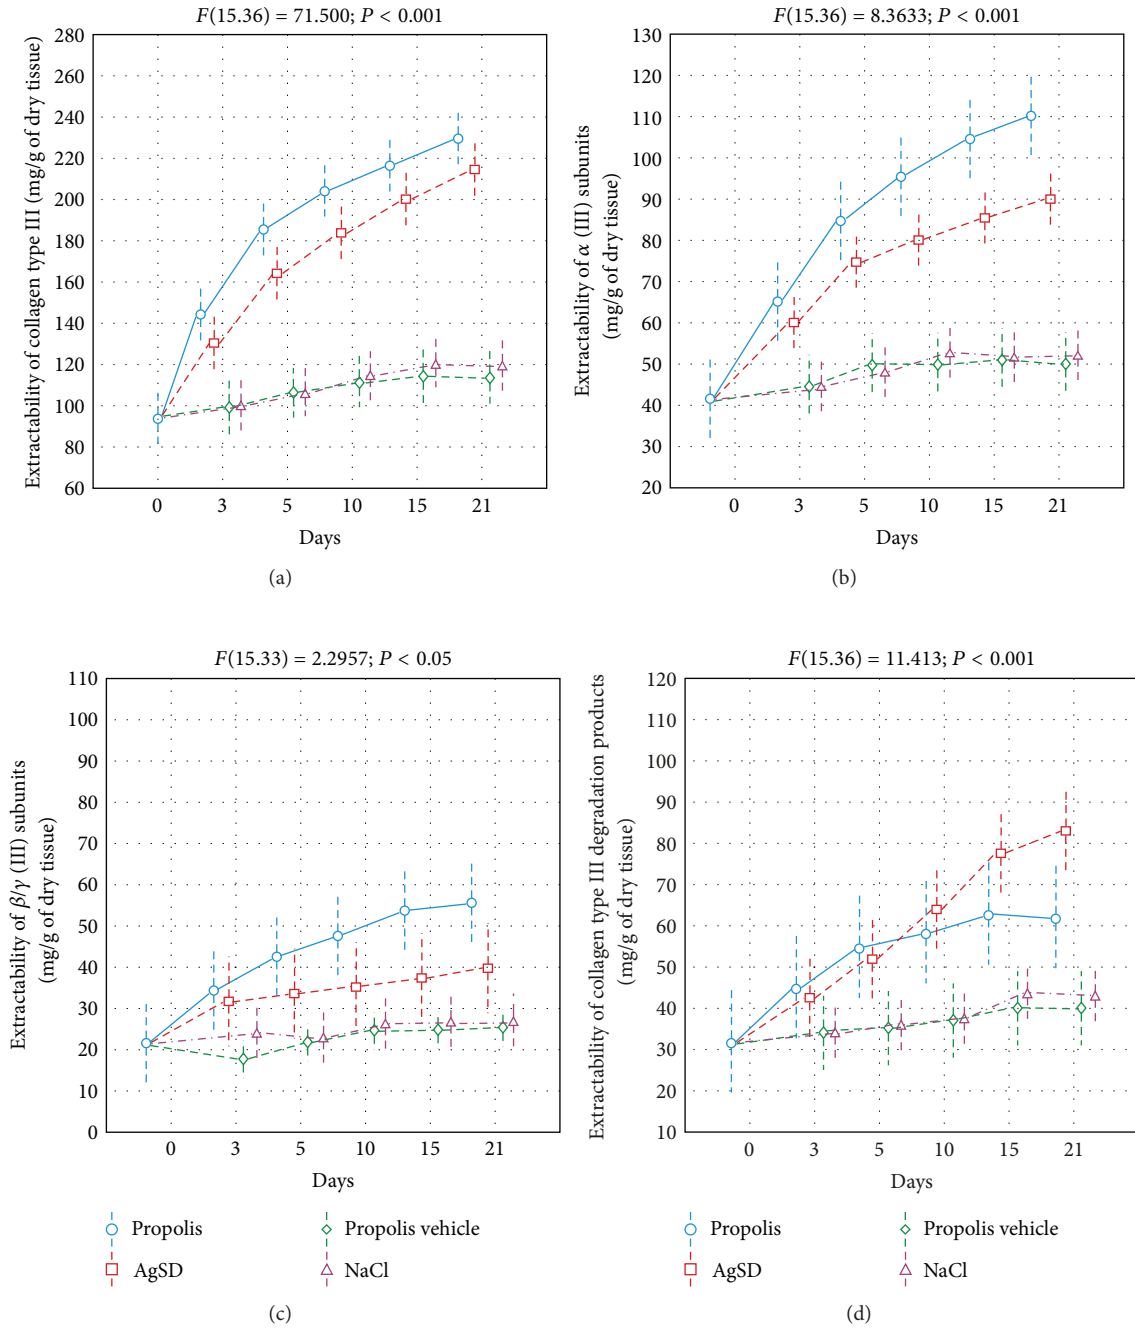 F(15.36) = 71.500; P < 0.001
Extractability of collagen type III (mg/g of dry tissue)
280
260
240
220
200
180
160
140
120
100
80
60
0 3 5 10 15 21
Days
(a)
F(15.36) = 8.3633; P < 0.001
Extractability of α (III) subunits
(mg/g of dry tissue)
130
120
110
100
90
80
70
60
50
40
30
20
0 3 5 10 15 21
Days
(b)
F(15.33) = 2.2957; P < 0.05
Extractability of β/γ (III) subunits
(mg/g of dry tissue)
110
100
90
80
70
60
50
40
30
20
10
0
0 3 5 10 15 21
Days
Propolis
Propolis vehicle
AgSD
NaCl
(c)
F(15.36) = 11.413; P < 0.001
Extractability of collagen type III degradation products
(mg/g of dry tissue)
120
110
100
90
80
70
60
50
40
30
20
10
0 3 5 10 15 21
Days
Propolis
Propolis vehicle
AgSD
NaCl
(d)